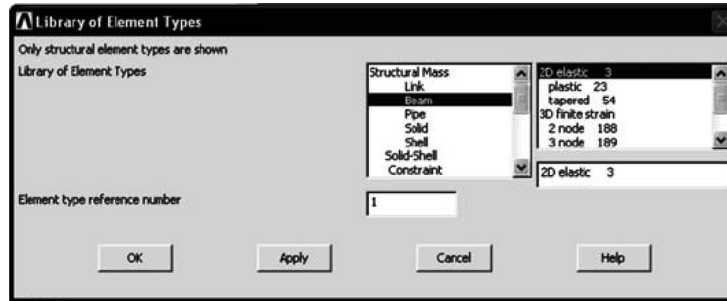 Library of Element Types
Only structural element types are shown
Library of Element Types
Structural Mass
Link
Beam
Pipe
Solid
Shell
Solid-Shell
Constraint
2D elastic 3
plastic 23
tapered 54
3D finite strain
2 node 188
3 node 189
2D elastic 3
Element type reference number
1
OK Apply Cancel Help